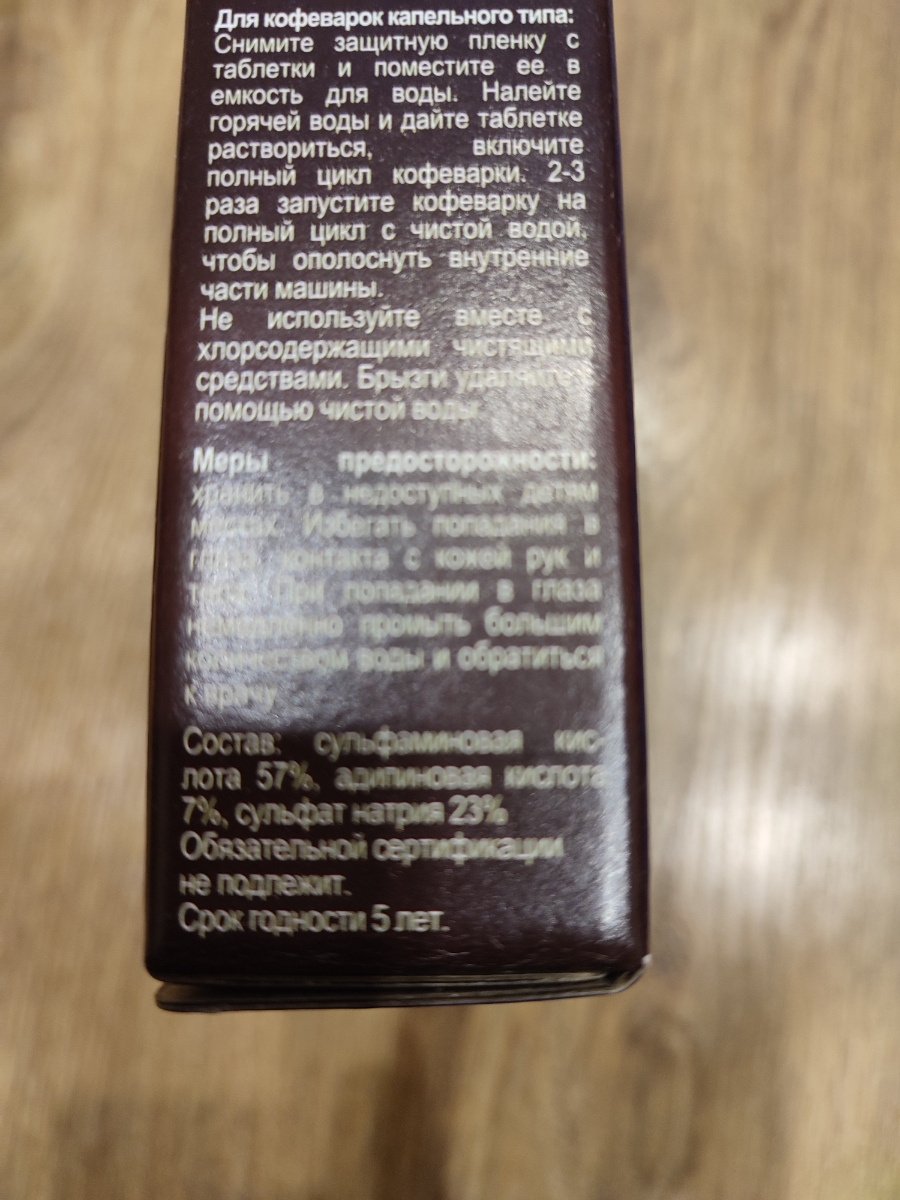 Для кофеварок капельного типа:
Снимите защитную пленку с
таблетки и поместите ее в
емкость для воды. Налейте
горячей воды и дайте таблетке
раствориться, включите
полный цикл кофеварки. 2-3
раза запустите кофеварку на
полный цикл с чистой водой,
чтобы ополоснуть внутренние
части машины.
Не используйте вместе с
хлорсодержащими чистящими
средствами. Брызги удаляйте с
помощью чистой воды.
Меры предосторожности:
хранить в недоступных детям
местах. Избегать попадания в
глаза, контакта с кожей рук и
тела. При попадании в глаза
немедленно промыть большим
количеством воды и обратиться
к врачу.
Состав: сульфаминовая кис-
лота 57%, адипиновая кислота
7%, сульфат натрия 23%
Обязательной сертификации
не подлежит.
Срок годности 5 лет.